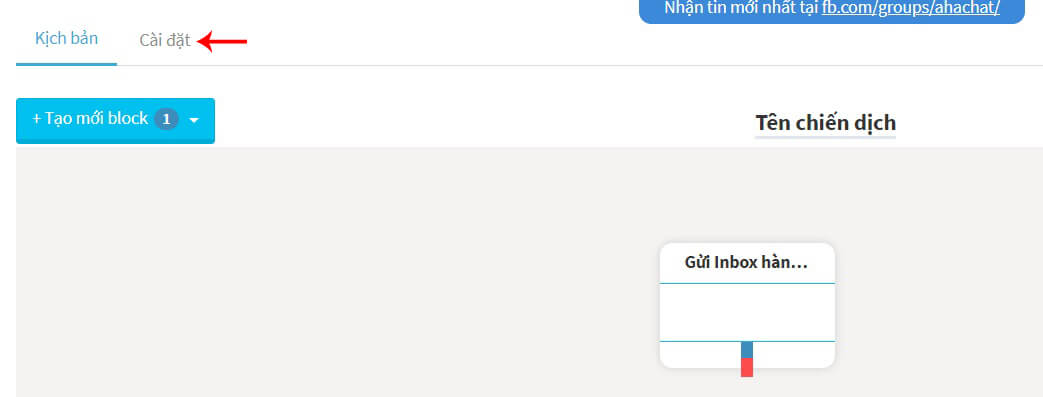 Nhận tin mới nhất tại fb.com/groups/ahachat/
Kịch bản
Cài đặt
+ Tạo mới block 1
Tên chiến dịch
Gửi Inbox hàn...